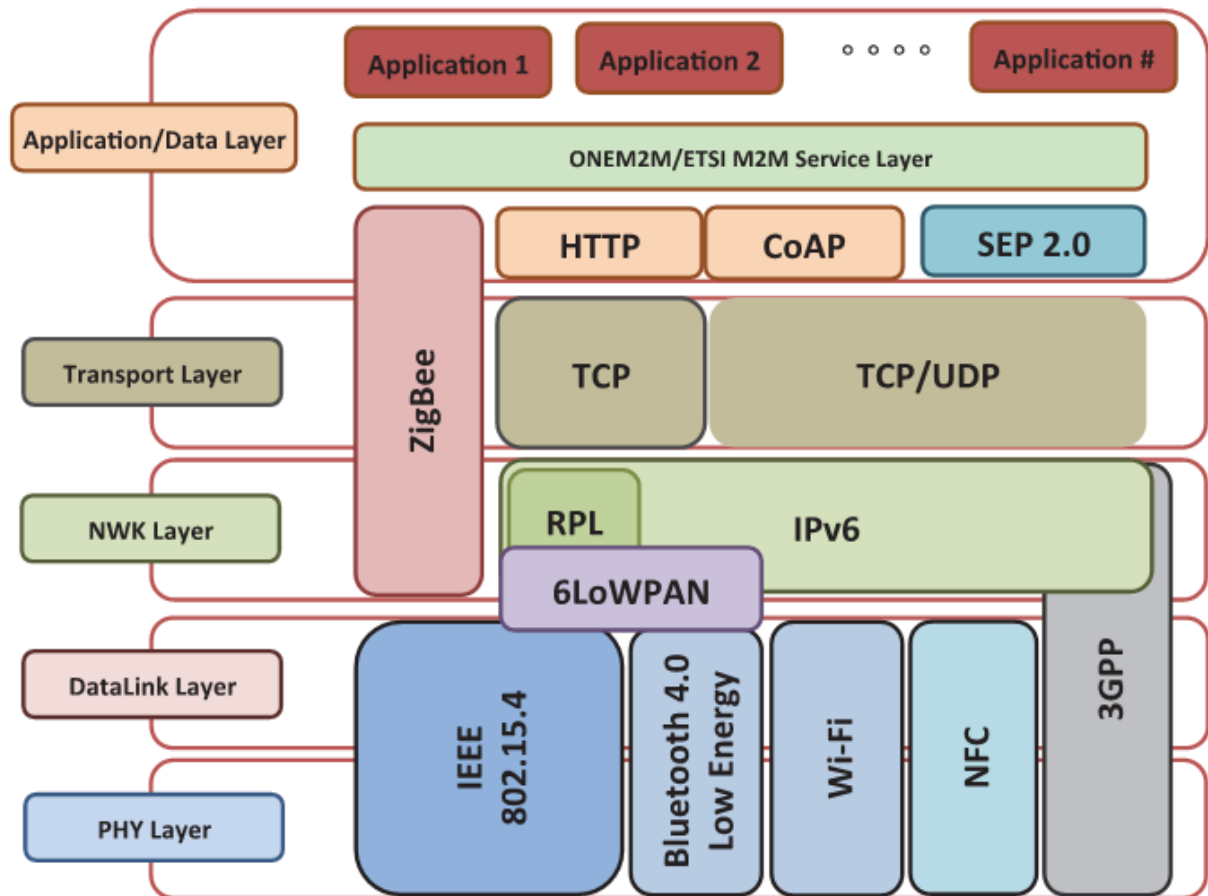 Application 1
Application 2
Application #
Application/Data Layer
ONEM2M/ETSI M2M Service Layer
HTTP
CoAP
SEP 2.0
ZigBee
Transport Layer
TCP
TCP/UDP
NWK Layer
RPL
IPv6
6LoWPAN
DataLink Layer
IEEE
802.15.4
Bluetooth 4.0
Low Energy
Wi-Fi
NFC
3GPP
PHY Layer